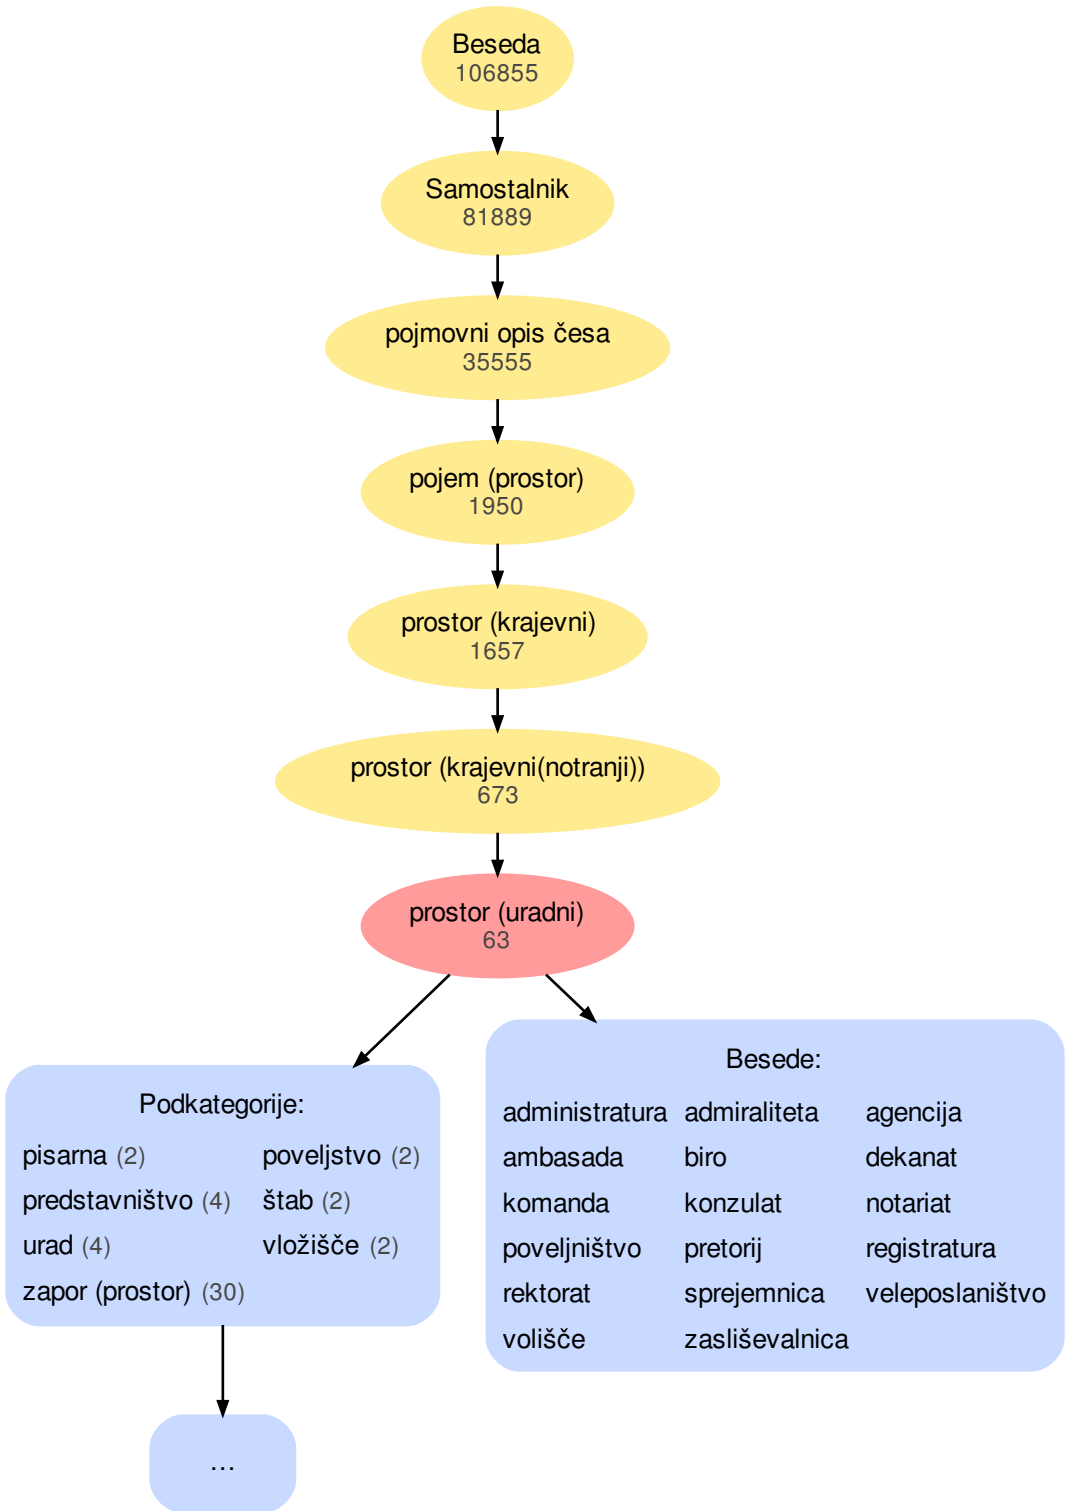 Beseda
106855
Samostalnik
81889
pojmovni opis česa
35555
pojem (prostor)
1950
prostor (krajevni)
1657
prostor (krajevni(notranji))
673
prostor (uradni)
63
Podkategorije:
pisarna (2) poveljstvo (2)
predstavništvo (4) štab (2)
urad (4) vložišče (2)
zapor (prostor) (30)
...
Besede:
administratura admiraliteta agencija
ambasada biro dekanat
komanda konzulat notariat
poveljništvo pretorij registratura
rektorat sprejemnica veleposlaništvo
volišče zasliševalnica